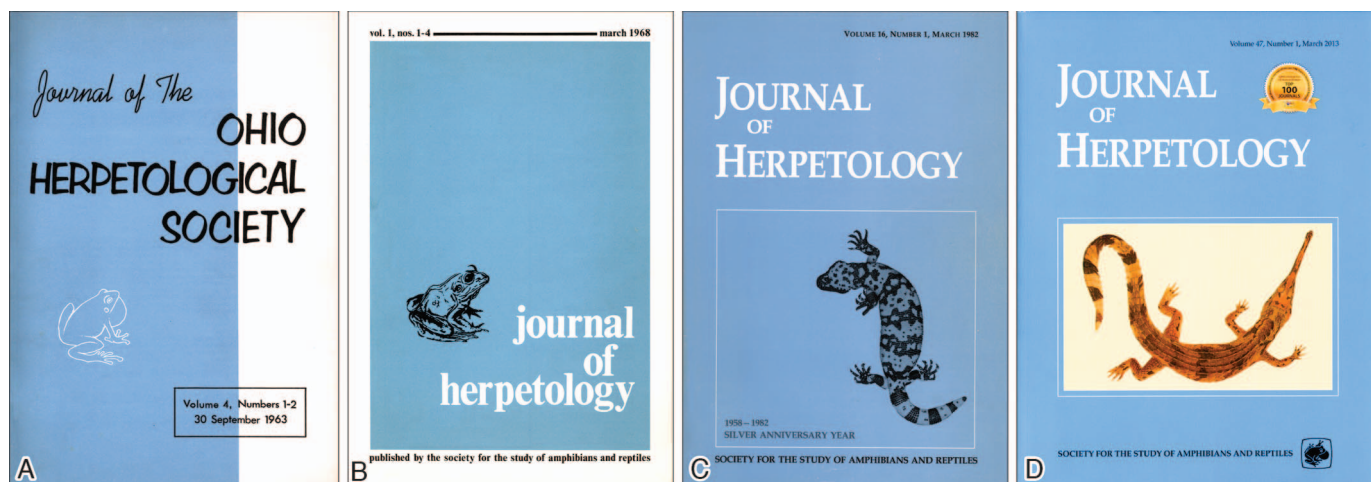 Journal of The
OHIO
HERPETOLOGICAL
SOCIETY
Volume 4, Numbers 1-2
30 September 1963
A
vol. 1, nos. 1-4
march 1968
journal
of
herpetology
published by the society for the study of amphibians and reptiles
B
VOLUME 16, NUMBER 1, MARCH 1982
JOURNAL
OF
HERPETOLOGY
1958–1982
SILVER ANNIVERSARY YEAR
SOCIETY FOR THE STUDY OF AMPHIBIANS AND REPTILES
C
Volume 47, Number 1, March 2013
JOURNAL
OF
HERPETOLOGY
TOP
100
JOURNALS
SOCIETY FOR THE STUDY OF AMPHIBIANS AND REPTILES
D